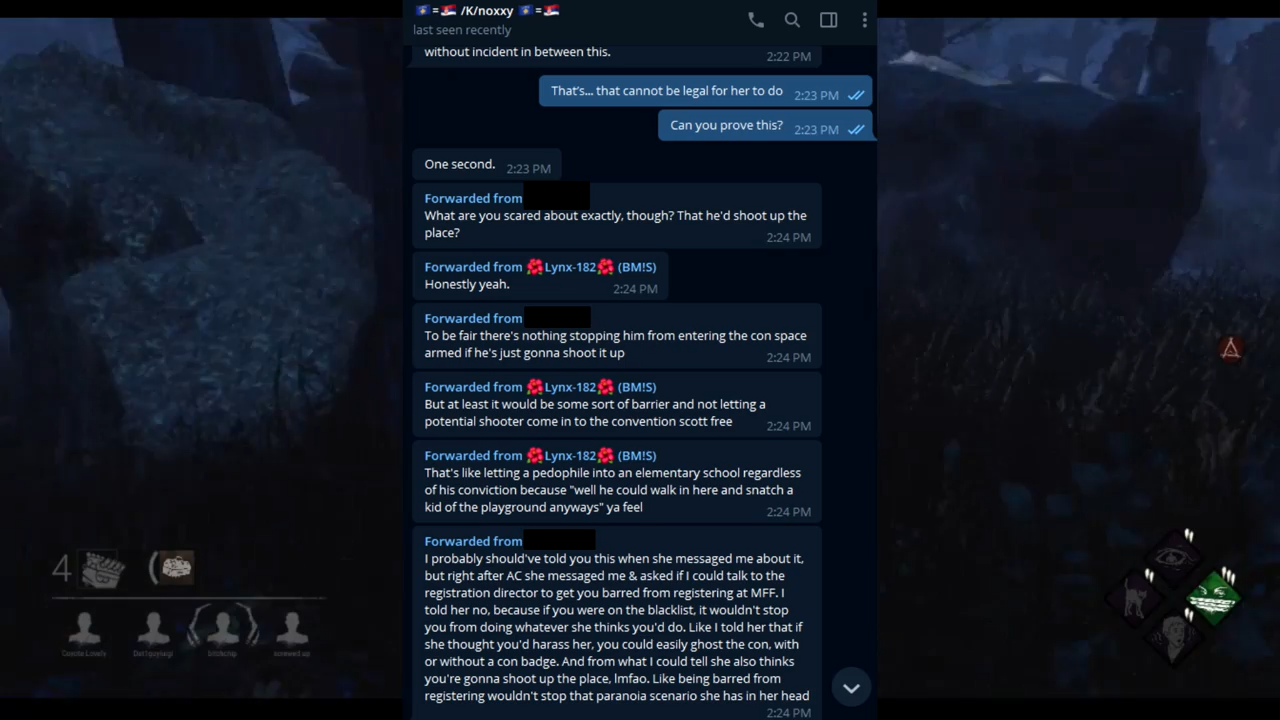 =  /K/noxxy  =
last seen recently
without incident in between this.
2:22 PM
That's... that cannot be legal for her to do
2:23 PM
Can you prove this?
2:23 PM
One second.
2:23 PM
Forwarded from
What are you scared about exactly, though? That he'd shoot up the
place?
2:24 PM
Forwarded from 🌺Lynx-182🌺 (BM!S)
Honestly yeah.
2:24 PM
Forwarded from
To be fair there's nothing stopping him from entering the con space
armed if he's just gonna shoot it up
2:24 PM
Forwarded from 🌺Lynx-182🌺 (BM!S)
But at least it would be some sort of barrier and not letting a
potential shooter come in to the convention scott free
2:24 PM
Forwarded from 🌺Lynx-182🌺 (BM!S)
That's like letting a pedophile into an elementary school regardless
of his conviction because "well he could walk in here and snatch a
kid of the playground anyways" ya feel
2:24 PM
Forwarded from
I probably should've told you this when she messaged me about it,
but right after AC she messaged me & asked if I could talk to the
registration director to get you barred from registering at MFF. I
told her no, because if you were on the blacklist, it wouldn't stop
you from doing whatever she thinks you'd do. Like I told her that if
she thought you'd harass her, you could easily ghost the con, with
or without a con badge. And from what I could tell she also thinks
you're gonna shoot up the place, lmfao. Like being barred from
registering wouldn't stop that paranoia scenario she has in her head
2:24 PM
4